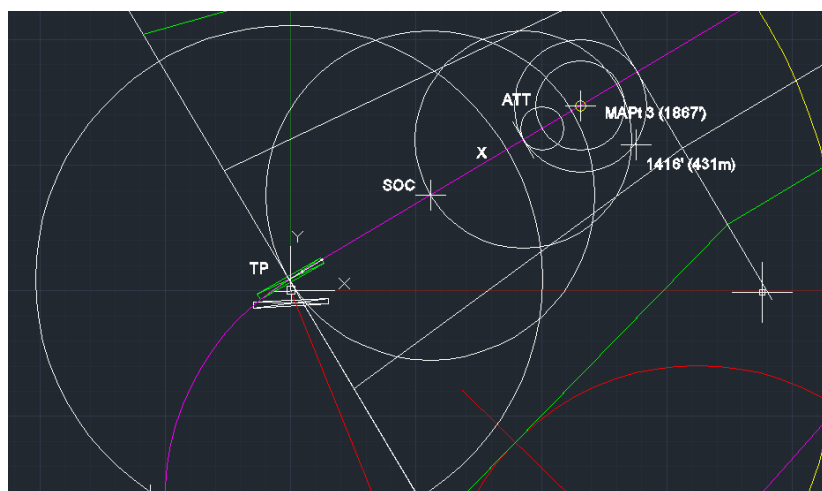 ATT
MAPt 3 (1867')
X
1416' (431m)
SOC
Y
TP
X